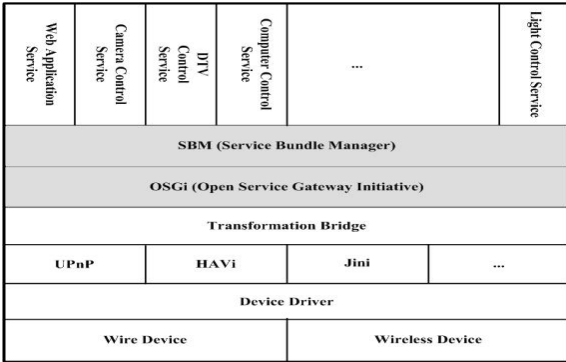 Web Application
Service
Camera Control
Service
DTV
Control
Service
Computer Control
Service
...
Light Control Service
SBM (Service Bundle Manager)
OSGi (Open Service Gateway Initiative)
Transformation Bridge
UPnP
HAVi
Jini
...
Device Driver
Wire Device
Wireless Device